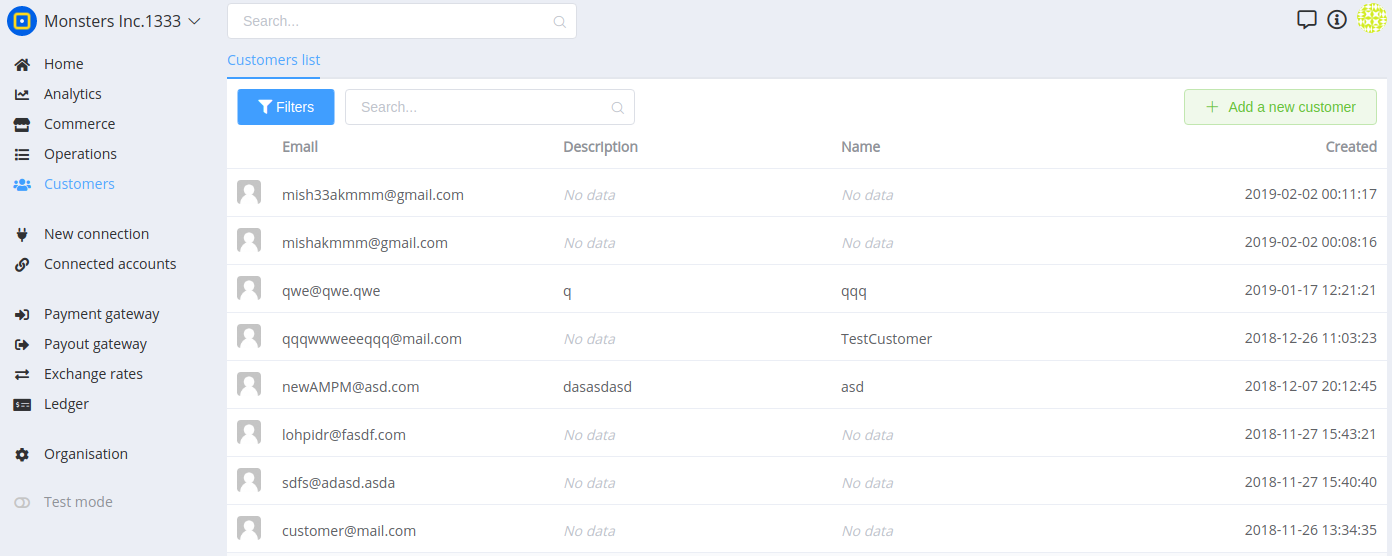 Monsters Inc.1333
Search...
Home
Analytics
Commerce
Operations
Customers
New connection
Connected accounts
Payment gateway
Payout gateway
Exchange rates
Ledger
Organisation
Test mode
Customers list
Filters
Search...
Add a new customer
Email Description Name Created
mish33akmmm@gmail.com No data No data 2019-02-02 00:11:17
mishakmmm@gmail.com No data No data 2019-02-02 00:08:16
qwe@qwe.qwe q qqq 2019-01-17 12:21:21
qqqwwweeeqqq@mail.com No data TestCustomer 2018-12-26 11:03:23
newAMPM@asd.com dasasdasd asd 2018-12-07 20:12:45
lohpidr@fasdf.com No data No data 2018-11-27 15:43:21
sdfs@adasd.asda No data No data 2018-11-27 15:40:40
customer@mail.com No data No data 2018-11-26 13:34:35